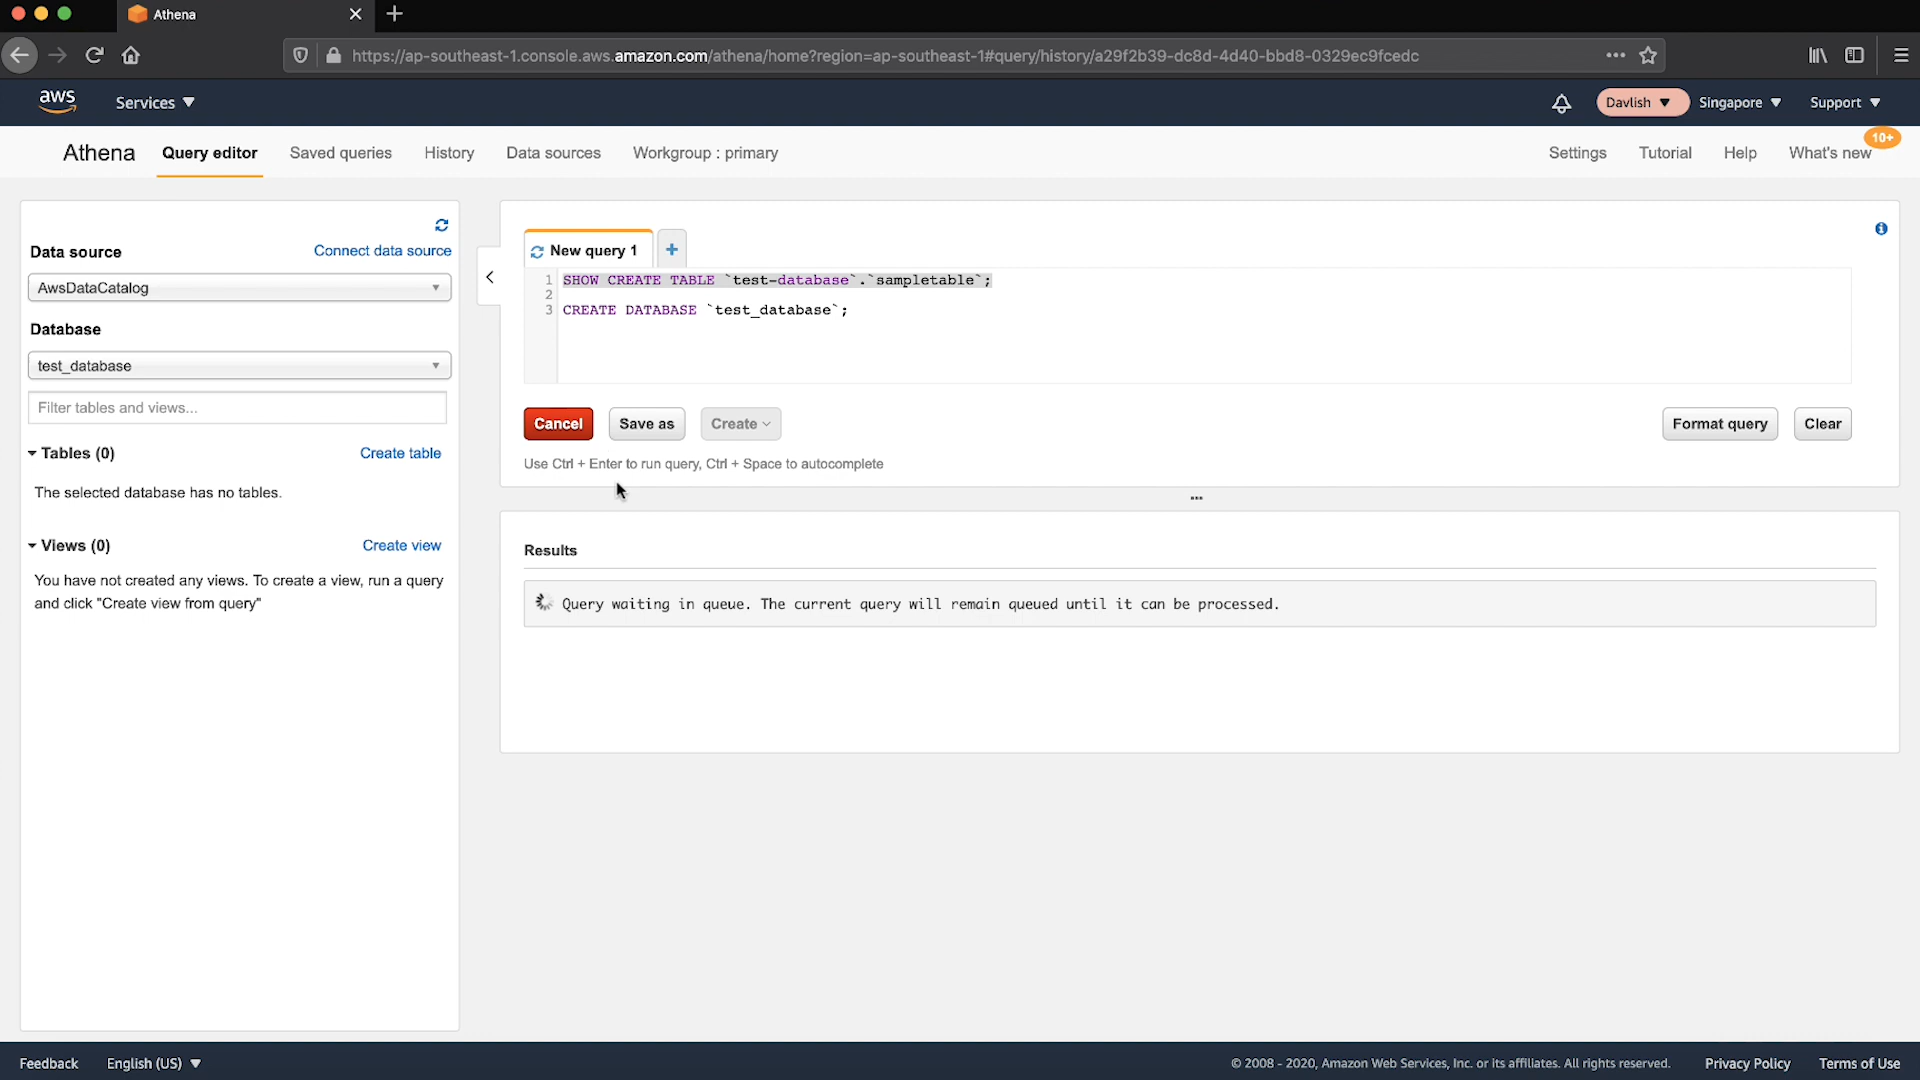 Athena
https://ap-southeast-1.console.aws.amazon.com/athena/home?region=ap-southeast-1#query/history/a29f2b39-dc8d-4d40-bbd8-0329ec9fcedc
aws
Services
Davlish
Singapore
Support
Athena
Query editor
Saved queries
History
Data sources
Workgroup : primary
Settings
Tutorial
Help
What's new
10+
Data source
Connect data source
AwsDataCatalog
Database
test_database
Filter tables and views...
Tables (0)
Create table
The selected database has no tables.
Views (0)
Create view
You have not created any views. To create a view, run a query
and click "Create view from query"
New query 1
1 SHOW CREATE TABLE `test-database`.`sampletable`;
2
3 CREATE DATABASE `test_database`;
Cancel
Save as
Create
Format query
Clear
Use Ctrl + Enter to run query, Ctrl + Space to autocomplete
Results
Query waiting in queue. The current query will remain queued until it can be processed.
Feedback
English (US)
© 2008 - 2020, Amazon Web Services, Inc. or its affiliates. All rights reserved.
Privacy Policy
Terms of Use